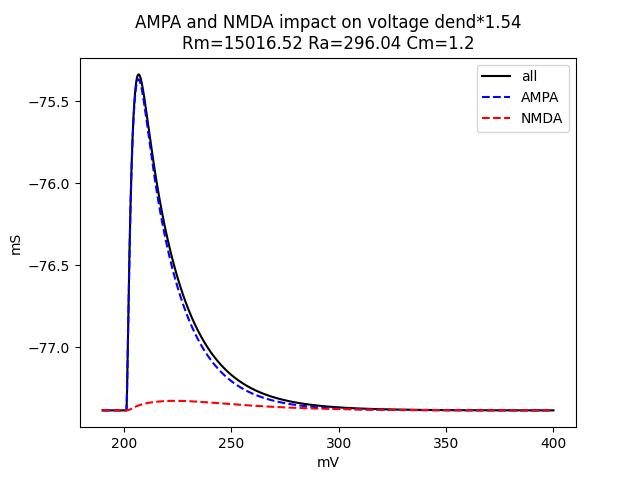 AMPA and NMDA impact on voltage dend*1.54
Rm=15016.52 Ra=296.04 Cm=1.2
all
AMPA
NMDA
−75.5
−76.0
−76.5
−77.0
mS
200
250
300
350
400
mV